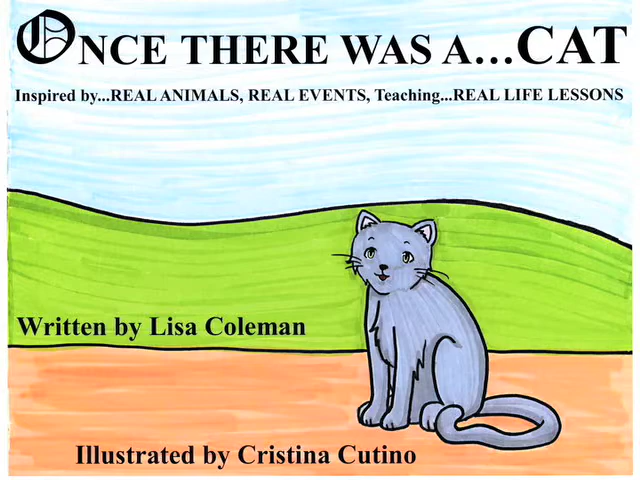 ONCE THERE WAS A...CAT
Inspired by...REAL ANIMALS, REAL EVENTS, Teaching...REAL LIFE LESSONS
Written by Lisa Coleman
Illustrated by Cristina Cutino